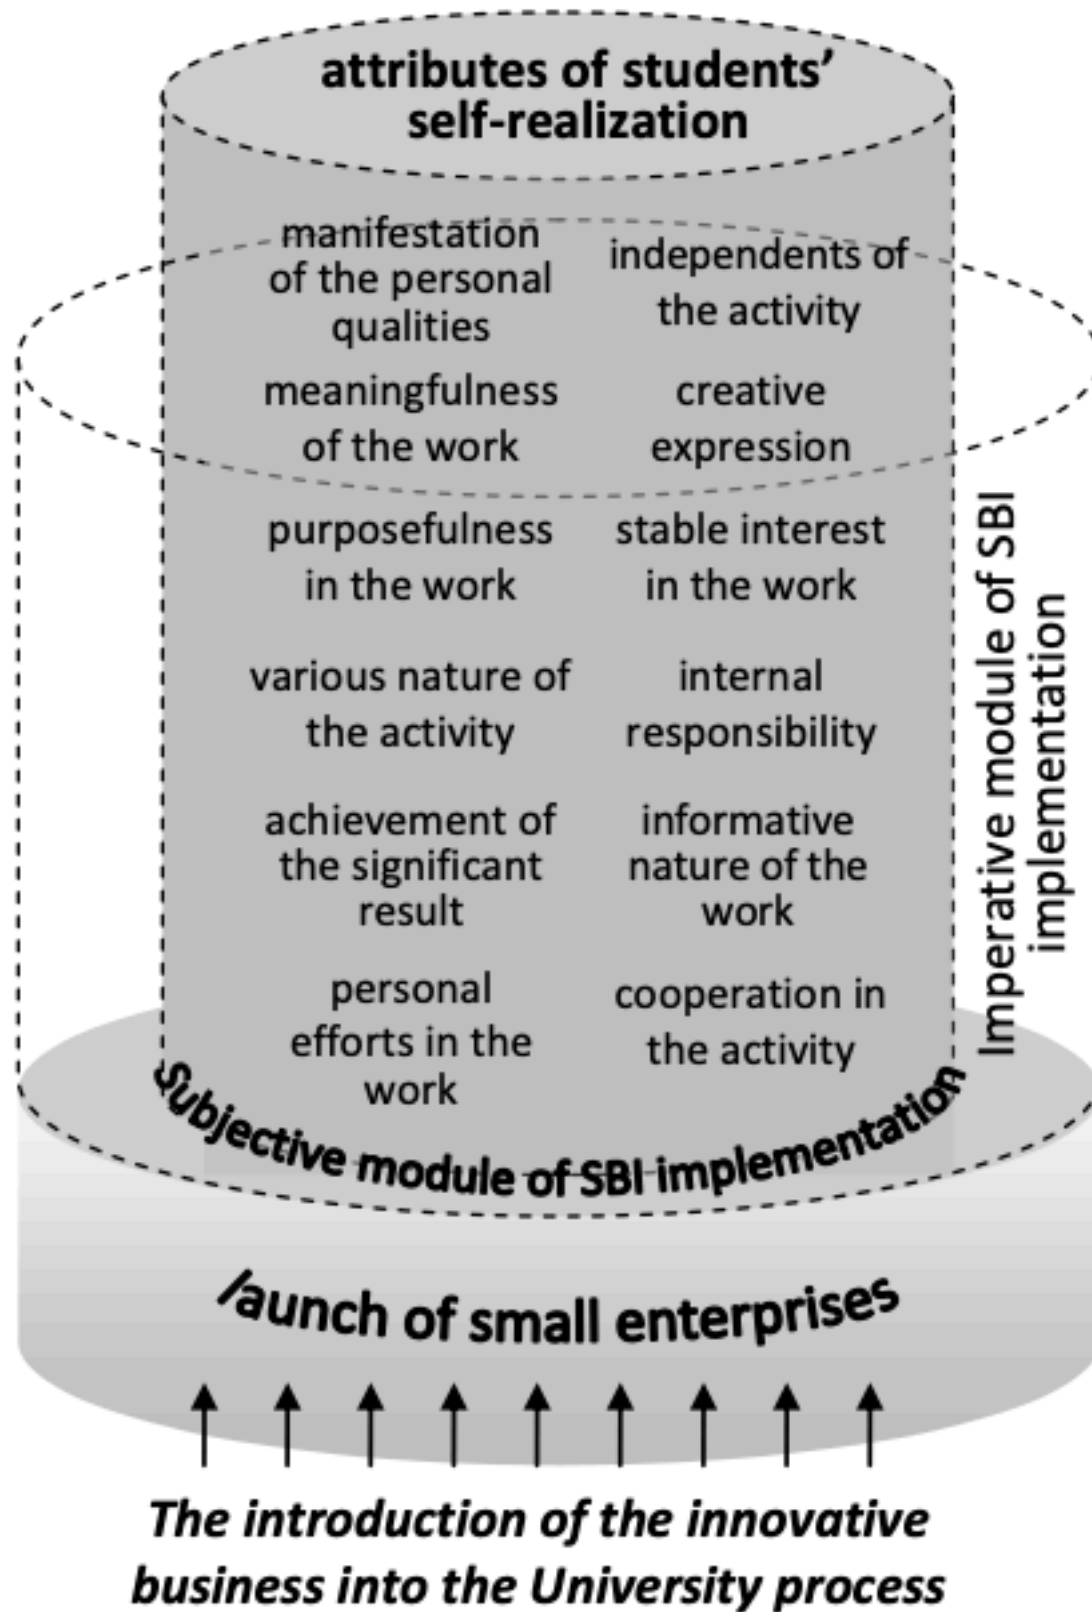 attributes of students’
self-realization
manifestation
of the personal
qualities
independents of
the activity
meaningfulness
of the work
creative
expression
purposefulness
in the work
stable interest
in the work
various nature of
the activity
internal
responsibility
achievement of
the significant
result
informative
nature of the
work
personal
efforts in the
work
cooperation in
the activity
Imperative module of SBI
implementation
Subjective module of SBI implementation
launch of small enterprises
The introduction of the innovative
business into the University process